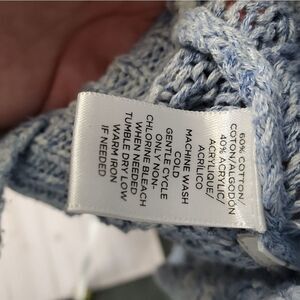 60% COTTON/
COTON/ALGODÓN
40% ACRYLIC/
ACRYLIQUE/
ACRÍLICO
MACHINE WASH
COLD
GENTLE CYCLE
ONLY NON-
CHLORINE BLEACH
WHEN NEEDED
TUMBLE DRY LOW
WARM IRON
IF NEEDED